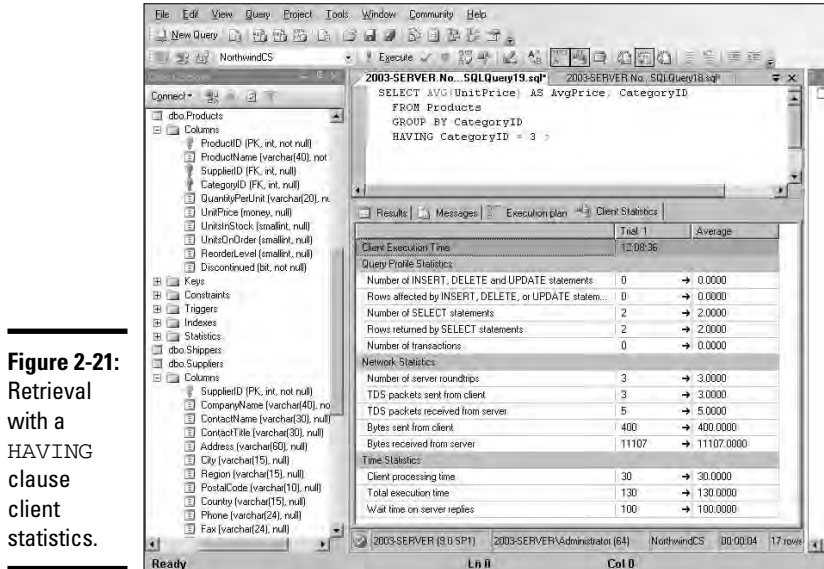 File Edit View Query Project Tools Window Community Help
New Query
NorthwindCS
Execute
Connect
dbo.Products
Columns
ProductID (PK, int, not null)
ProductName (varchar(40), not
SupplierID (FK, int, null)
CategoryID (FK, int, null)
QuantityPerUnit (varchar(20), nu
UnitPrice (money, null)
UnitsInStock (smallint, null)
UnitsOnOrder (smallint, null)
ReorderLevel (smallint, null)
Discontinued (bit, not null)
Keys
Constraints
Triggers
Indexes
Statistics
dbo.Shippers
dbo.Suppliers
Columns
SupplierID (PK, int, not null)
CompanyName (varchar(40), no
ContactName (varchar(30), null)
ContactTitle (varchar(30), null)
Address (varchar(60), null)
City (varchar(15), null)
Region (varchar(15), null)
PostalCode (varchar(10), null)
Country (varchar(15), null)
Phone (varchar(24), null)
Fax (varchar(24), null)
2003-SERVER.No...SQLQuery19.sql* 2003-SERVER.No...SQLQuery18.sql*
SELECT AVG(UnitPrice) AS AvgPrice, CategoryID
FROM Products
GROUP BY CategoryID
HAVING CategoryID = 3 ;
Results Messages Execution plan Client Statistics
Trial 1 Average
Client Execution Time 12:08:36
Query Profile Statistics
Number of INSERT, DELETE and UPDATE statements 0 → 0.0000
Rows affected by INSERT, DELETE, or UPDATE statem... 0 → 0.0000
Number of SELECT statements 2 → 2.0000
Rows returned by SELECT statements 2 → 2.0000
Number of transactions 0 → 0.0000
Network Statistics
Number of server roundtrips 3 → 3.0000
TDS packets sent from client 3 → 3.0000
TDS packets received from server 5 → 5.0000
Bytes sent from client 400 → 400.0000
Bytes received from server 11107 → 11107.0000
Time Statistics
Client processing time 30 → 30.0000
Total execution time 130 → 130.0000
Wait time on server replies 100 → 100.0000
2003-SERVER (9.0 SP1) 2003-SERVER\Administrator (64) NorthwindCS 00:00:04 17 rows
Ready Ln 8 Col 8
Figure 2-21:
Retrieval
with a
HAVING
clause
client
statistics.